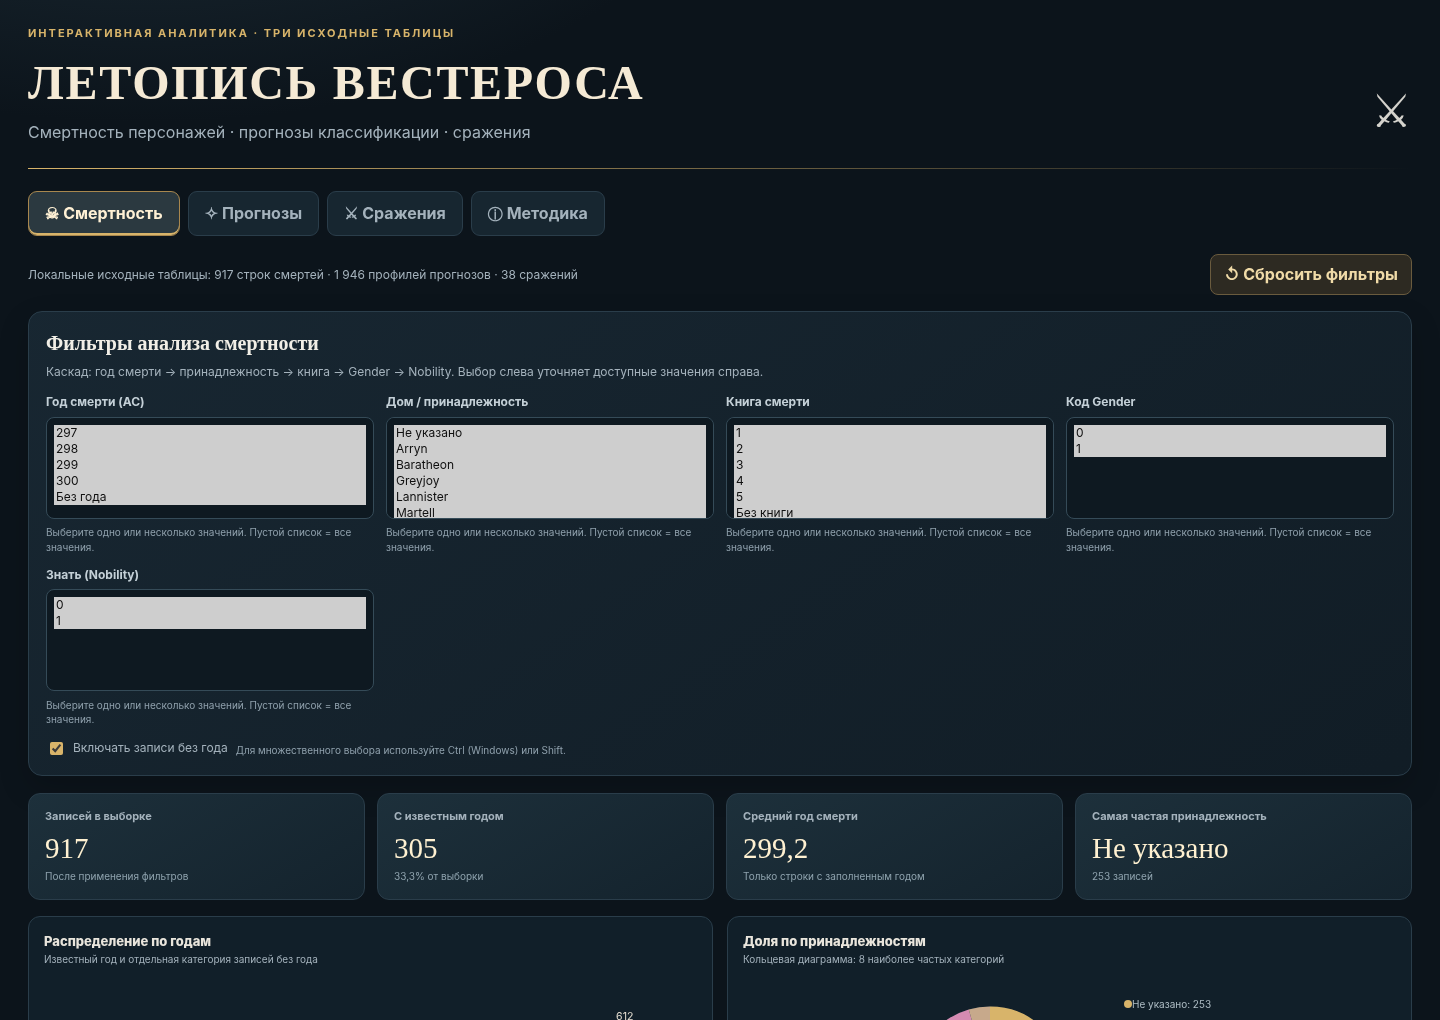 ИНТЕРАКТИВНАЯ АНАЛИТИКА · ТРИ ИСХОДНЫЕ ТАБЛИЦЫ
ЛЕТОПИСЬ ВЕСТЕРОСА
Смертность персонажей · прогнозы классификации · сражения
☠ Смертность
✧ Прогнозы
⚔ Сражения
ⓘ Методика
Локальные исходные таблицы: 917 строк смертей · 1 946 профилей прогнозов · 38 сражений
↺ Сбросить фильтры
Фильтры анализа смертности
Каскад: год смерти → принадлежность → книга → Gender → Nobility. Выбор слева уточняет доступные значения справа.
Год смерти (AC)
297
298
299
300
Без года
Выберите одно или несколько значений. Пустой список = все
значения.
Дом / принадлежность
Не указано
Arryn
Baratheon
Greyjoy
Lannister
Martell
Выберите одно или несколько значений. Пустой список = все
значения.
Книга смерти
1
2
3
4
5
Без книги
Выберите одно или несколько значений. Пустой список = все
значения.
Код Gender
0
1
Выберите одно или несколько значений. Пустой список = все
значения.
Знать (Nobility)
0
1
Выберите одно или несколько значений. Пустой список = все
значения.
Включать записи без года
Для множественного выбора используйте Ctrl (Windows) или Shift.
Записей в выборке
917
После применения фильтров
С известным годом
305
33,3% от выборки
Средний год смерти
299,2
Только строки с заполненным годом
Самая частая принадлежность
Не указано
253 записей
Распределение по годам
Известный год и отдельная категория записей без года
612
Доля по принадлежностям
Кольцевая диаграмма: 8 наиболее частых категорий
Не указано: 253